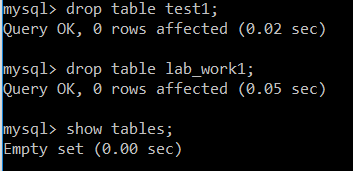 mysql> drop table test1;
Query OK, 0 rows affected (0.02 sec)
mysql> drop table lab_work1;
Query OK, 0 rows affected (0.05 sec)
mysql> show tables;
Empty set (0.00 sec)